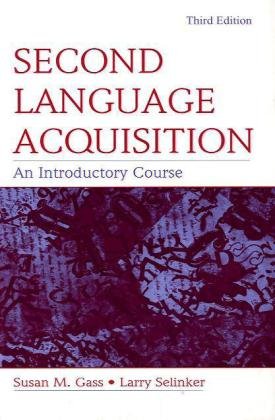 Third Edition
SECOND
LANGUAGE
ACQUISITION
An Introductory Course
Susan M. Gass • Larry Selinker